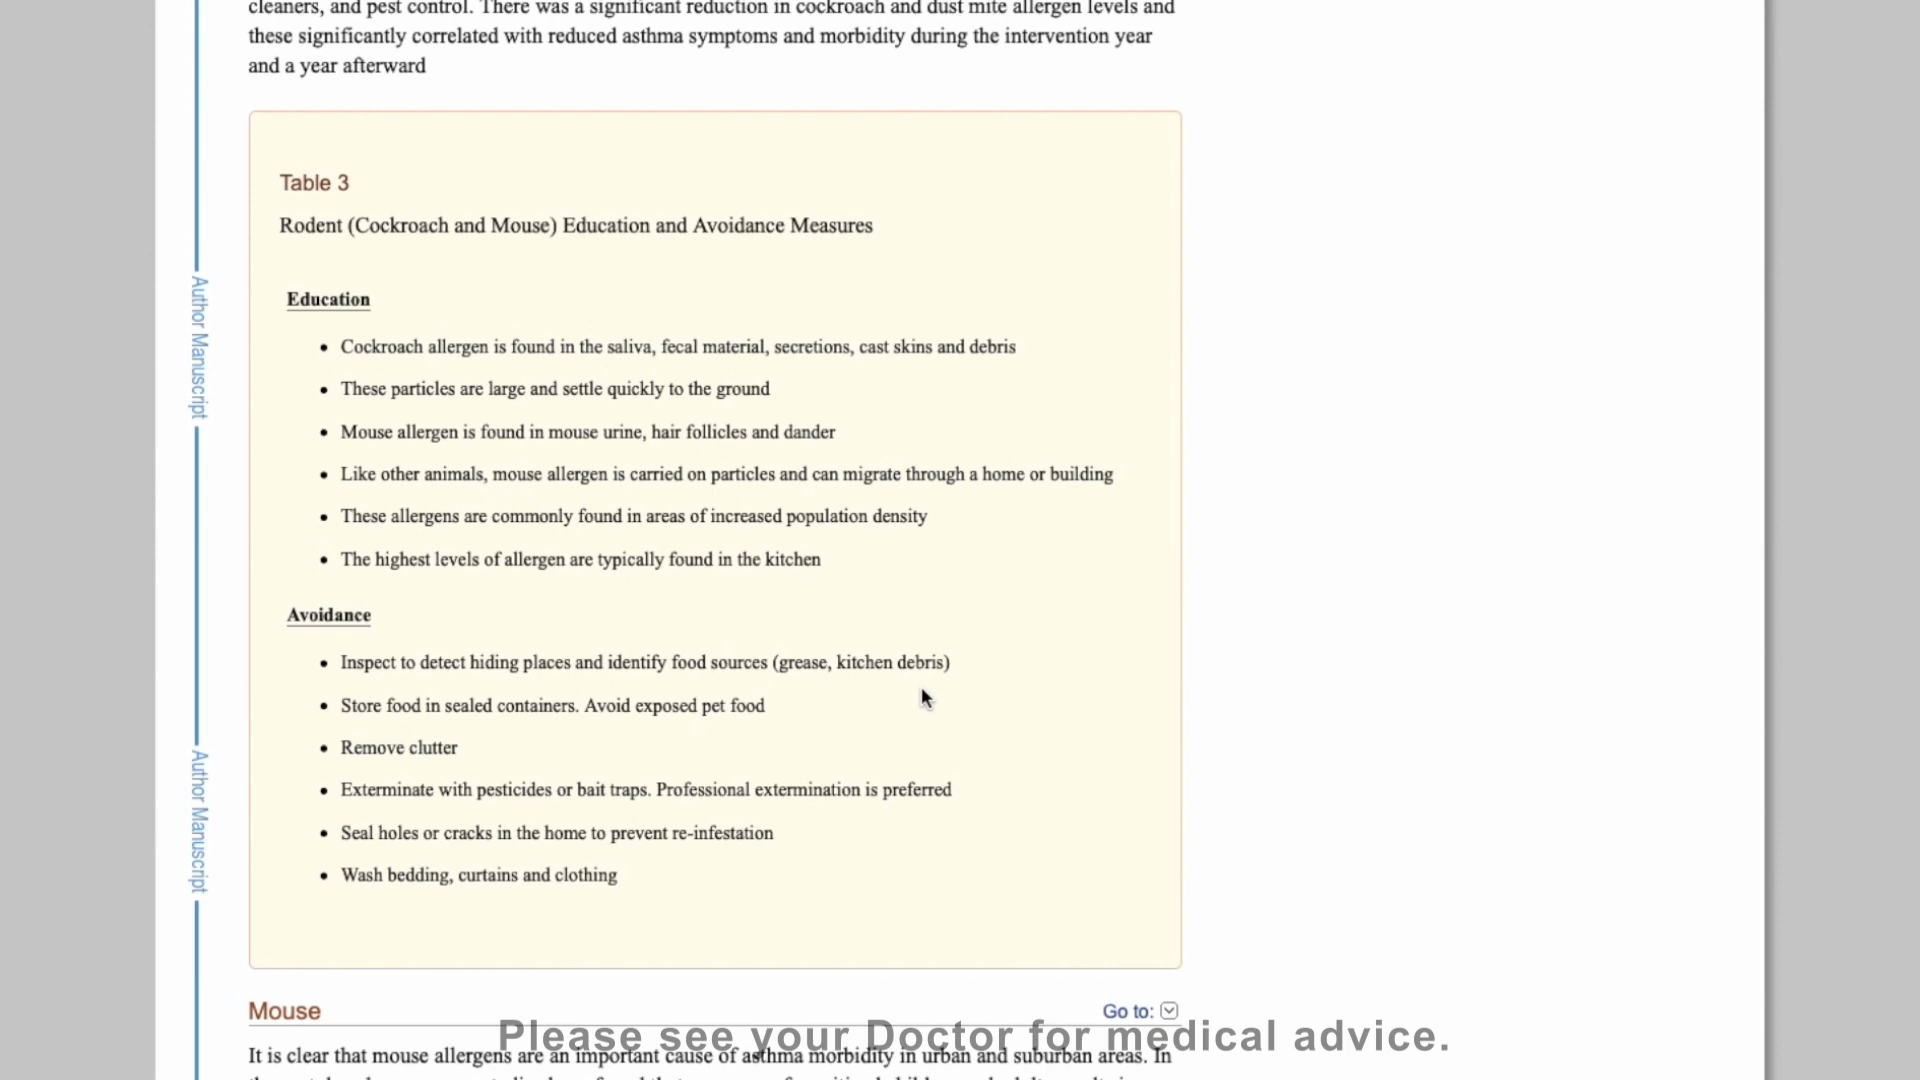 cleaners, and pest control. There was a significant reduction in cockroach and dust mite allergen levels and
these significantly correlated with reduced asthma symptoms and morbidity during the intervention year
and a year afterward
Table 3
Rodent (Cockroach and Mouse) Education and Avoidance Measures
Education
• Cockroach allergen is found in the saliva, fecal material, secretions, cast skins and debris
• These particles are large and settle quickly to the ground
• Mouse allergen is found in mouse urine, hair follicles and dander
• Like other animals, mouse allergen is carried on particles and can migrate through a home or building
• These allergens are commonly found in areas of increased population density
• The highest levels of allergen are typically found in the kitchen
Avoidance
• Inspect to detect hiding places and identify food sources (grease, kitchen debris)
• Store food in sealed containers. Avoid exposed pet food
• Remove clutter
• Exterminate with pesticides or bait traps. Professional extermination is preferred
• Seal holes or cracks in the home to prevent re-infestation
• Wash bedding, curtains and clothing
Author Manuscript
Author Manuscript
Mouse
Go to:
Please see your Doctor for medical advice.
It is clear that mouse allergens are an important cause of asthma morbidity in urban and suburban areas. In